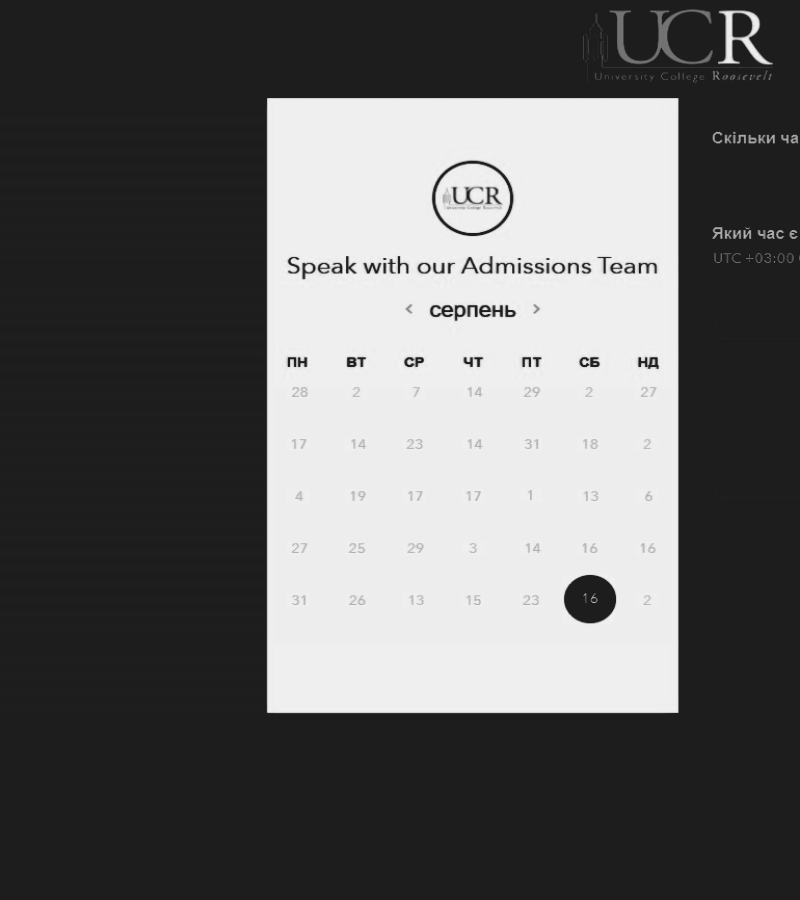 UCR
University College Roosevelt
Скільки ча
UCR
University College Roosevelt
Який час є
UTC +03:00
Speak with our Admissions Team
< серпень >
ПН ВТ СР ЧТ ПТ СБ НД
28 2 7 14 29 2 27
17 14 23 14 31 18 2
4 19 17 17 1 13 6
27 25 29 3 14 16 16
31 26 13 15 23 16 2